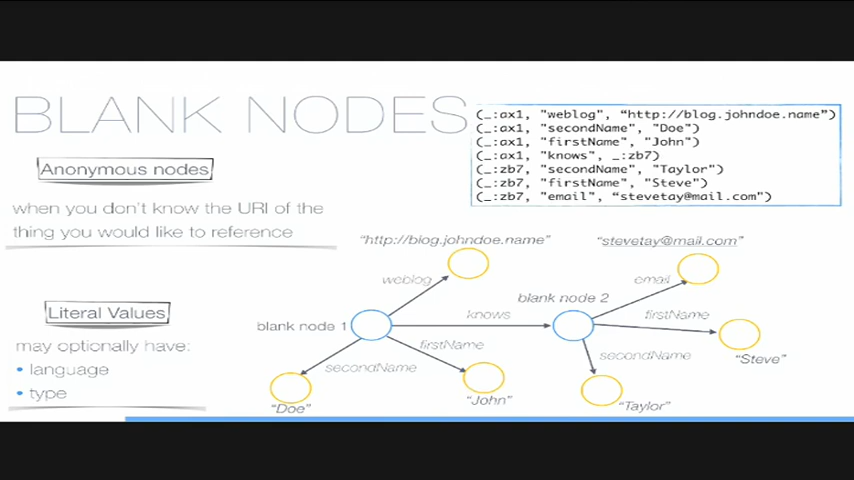 BLANK NODES
(_:ax1, "weblog", “http://blog.johndoe.name”)
(_:ax1, "secondName", "Doe")
(_:ax1, "firstName", "John")
(_:ax1, "knows", _:zb7)
(_:zb7, "secondName", "Taylor")
(_:zb7, "firstName", "Steve")
(_:zb7, "email", “stevetay@mail.com”)
Anonymous nodes
when you don't know the URI of the
thing you would like to reference
Literal Values
may optionally have:
• language
• type
“http://blog.johndoe.name”
“stevetay@mail.com”
weblog
email
blank node 2
blank node 1
knows
firstName
firstName
secondName
secondName
“Steve”
“Doe”
“John”
“Taylor”